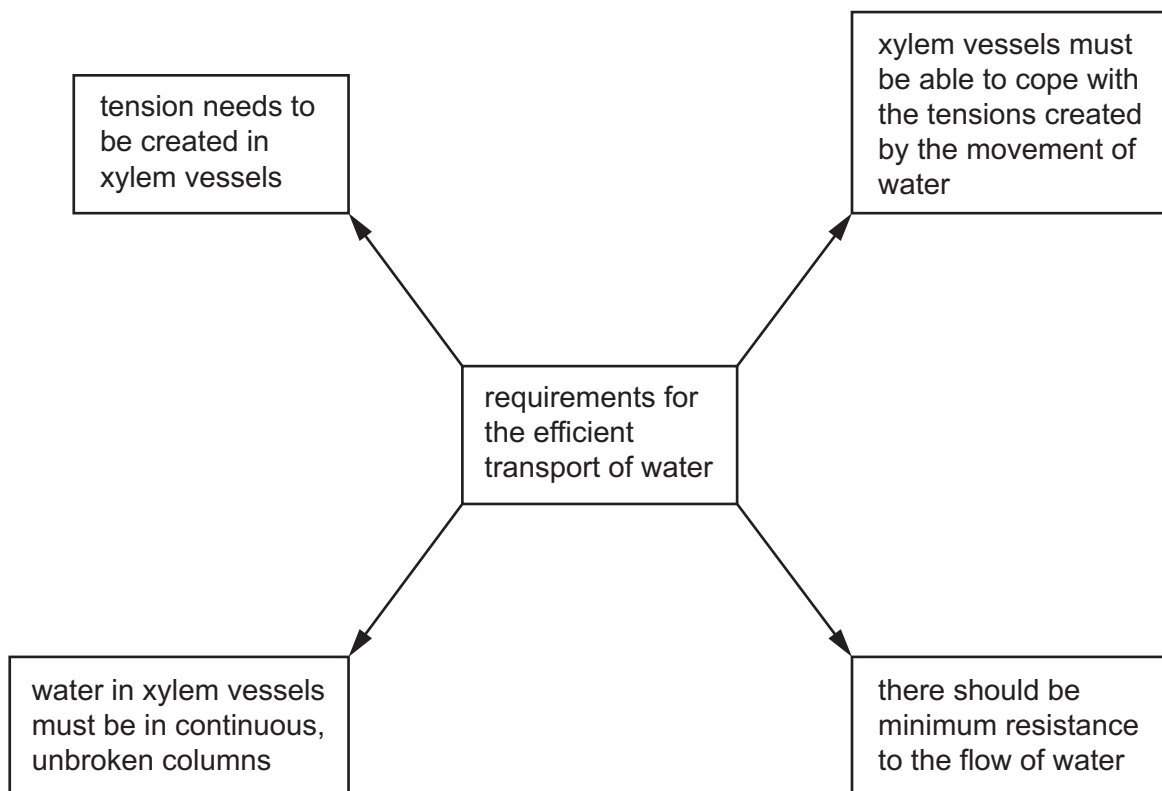 tension needs to
be created in
xylem vessels
xylem vessels must
be able to cope with
the tensions created
by the movement of
water
requirements for
the efficient
transport of water
water in xylem vessels
must be in continuous,
unbroken columns
there should be
minimum resistance
to the flow of water